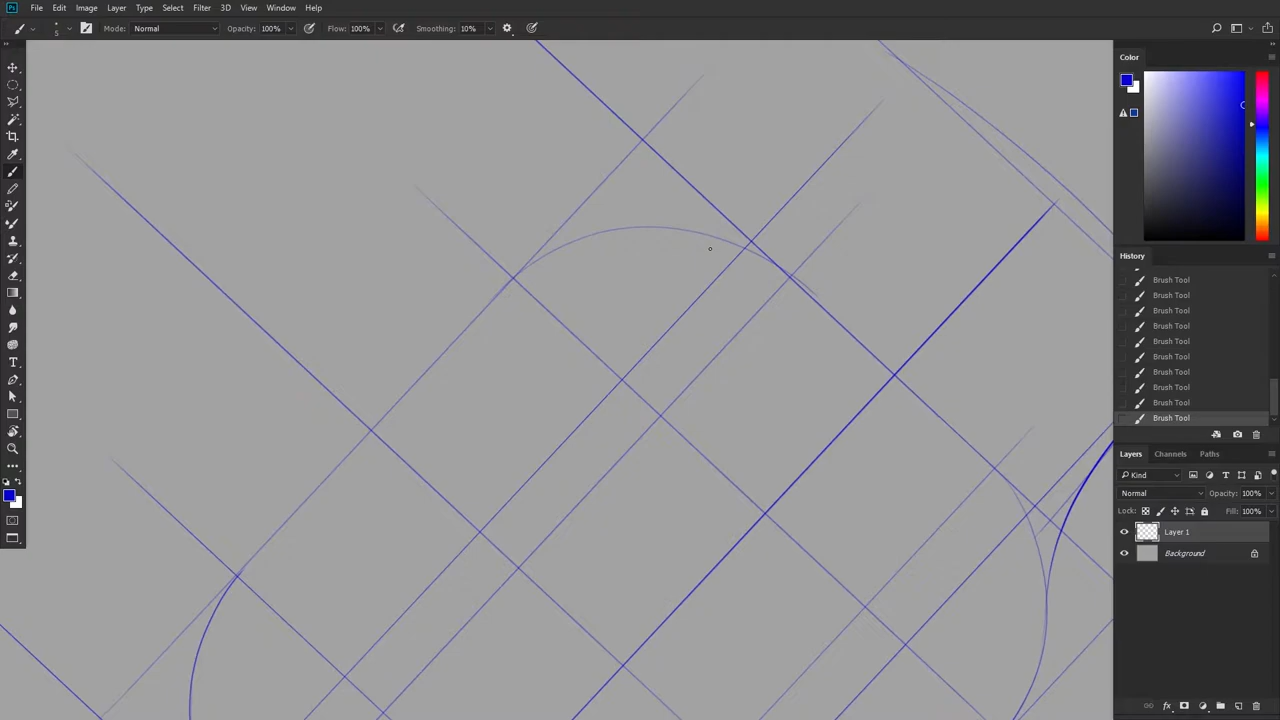 Ps File Edit Image Layer Type Select Filter 3D View Window Help
5 Mode: Normal Opacity: 100% Flow: 100% Smoothing: 10%
Color
History
Brush Tool
Brush Tool
Brush Tool
Brush Tool
Brush Tool
Brush Tool
Brush Tool
Brush Tool
Brush Tool
Brush Tool
Layers Channels Paths
Kind
Normal Opacity: 100%
Lock: Fill: 100%
Layer 1
Background